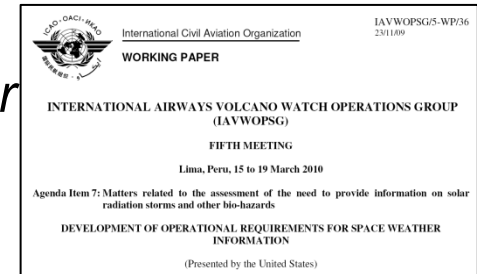 ICAO · OACI · ИКАО
International Civil Aviation Organization
WORKING PAPER
IAVWOPSG/5-WP/36
23/11/09
r
INTERNATIONAL AIRWAYS VOLCANO WATCH OPERATIONS GROUP
(IAVWOPSG)
FIFTH MEETING
Lima, Peru, 15 to 19 March 2010
Agenda Item 7: Matters related to the assessment of the need to provide information on solar
radiation storms and other bio-hazards
DEVELOPMENT OF OPERATIONAL REQUIREMENTS FOR SPACE WEATHER
INFORMATION
(Presented by the United States)